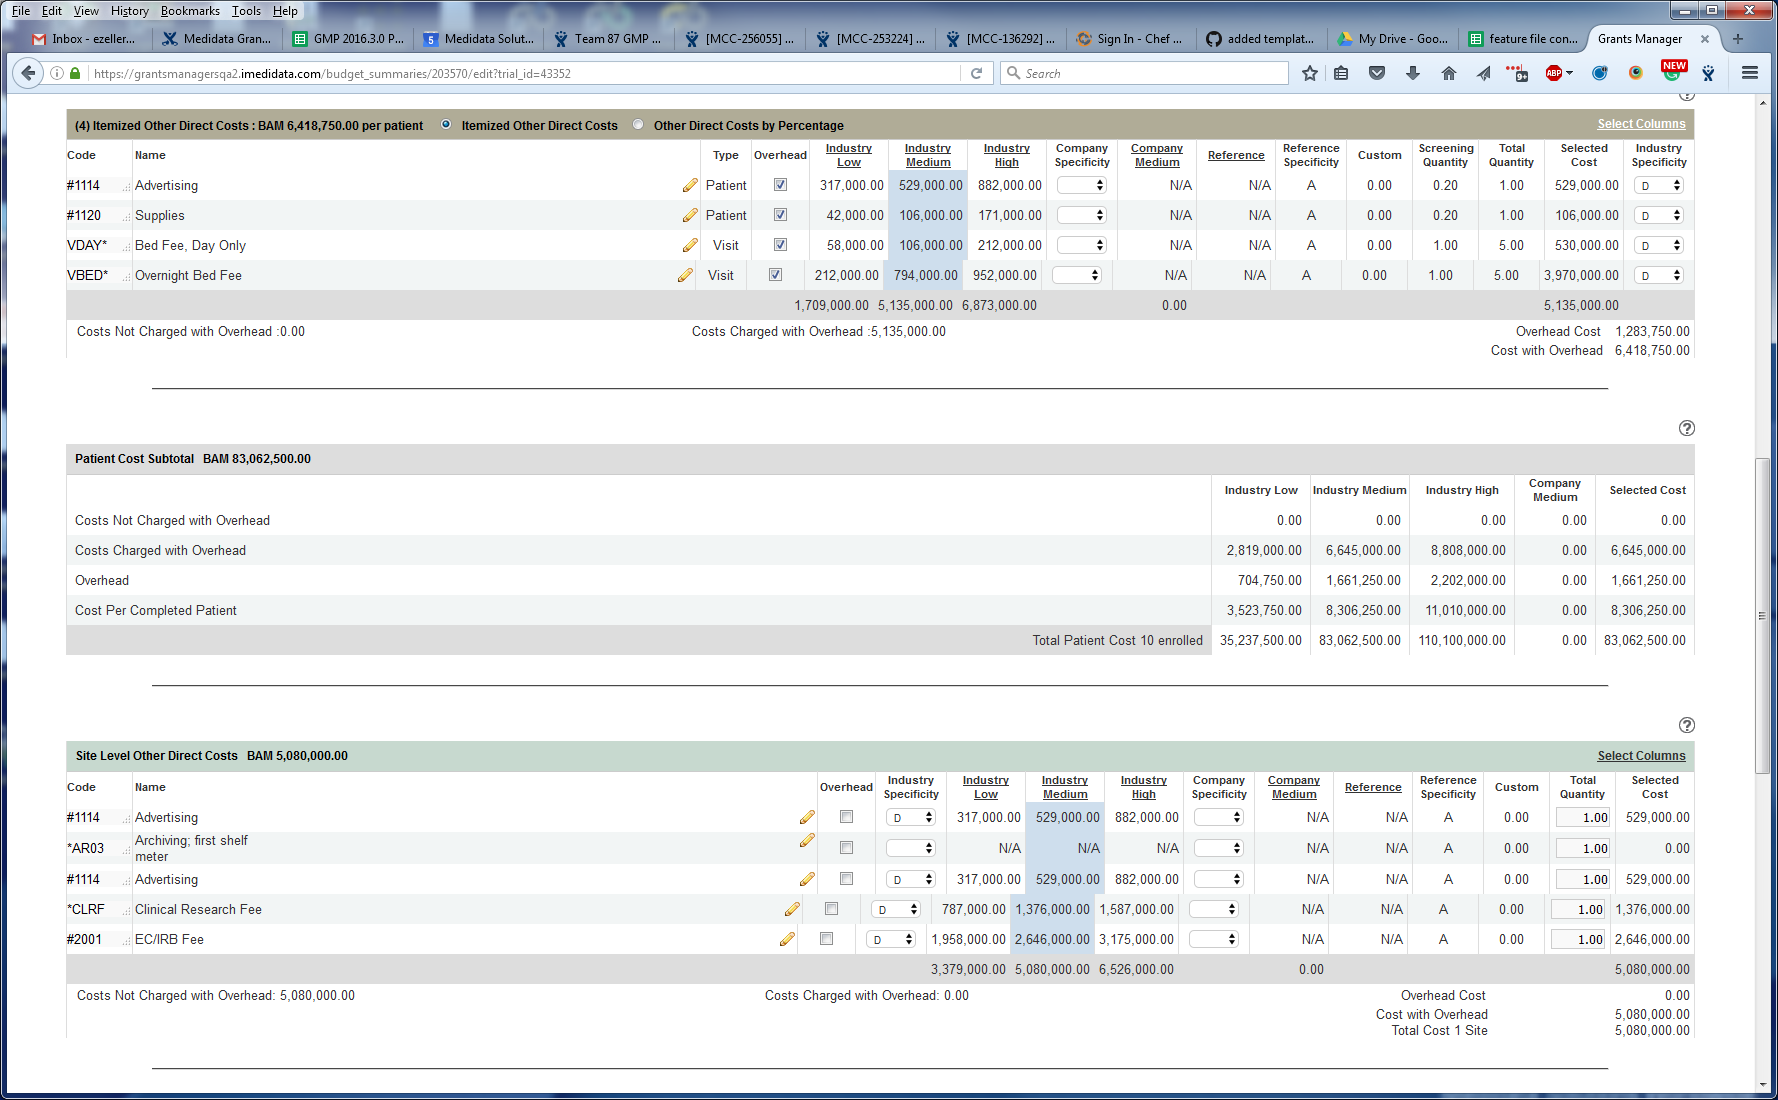 File Edit View History Bookmarks Tools Help
Inbox - ezeller... Medidata Gran... GMP 2016.3.0 P... Medidata Solut... Team 87 GMP ... [MCC-256055] ... [MCC-253224] ... [MCC-136292] ... Sign In - Chef ... added templat... My Drive - Goo... feature file con... Grants Manager
https://grantsmanagersqa2.imedidata.com/budget_summaries/203570/edit?trial_id=43352 Search 9+ ABP NEW
(4) Itemized Other Direct Costs : BAM 6,418,750.00 per patient Itemized Other Direct Costs Other Direct Costs by Percentage Select Columns
Code Name Type Overhead Industry Low Industry Medium Industry High Company Specificity Company Medium Reference Reference Specificity Custom Screening Quantity Total Quantity Selected Cost Industry Specificity
#1114 Advertising Patient 317,000.00 529,000.00 882,000.00 N/A N/A A 0.00 0.20 1.00 529,000.00 D
#1120 Supplies Patient 42,000.00 106,000.00 171,000.00 N/A N/A A 0.00 0.20 1.00 106,000.00 D
VDAY* Bed Fee, Day Only Visit 58,000.00 106,000.00 212,000.00 N/A N/A A 0.00 1.00 5.00 530,000.00 D
VBED* Overnight Bed Fee Visit 212,000.00 794,000.00 952,000.00 N/A N/A A 0.00 1.00 5.00 3,970,000.00 D
1,709,000.00 5,135,000.00 6,873,000.00 0.00 5,135,000.00
Costs Not Charged with Overhead :0.00 Costs Charged with Overhead :5,135,000.00 Overhead Cost 1,283,750.00
Cost with Overhead 6,418,750.00
Patient Cost Subtotal BAM 83,062,500.00
Industry Low Industry Medium Industry High Company Medium Selected Cost
Costs Not Charged with Overhead 0.00 0.00 0.00 0.00 0.00
Costs Charged with Overhead 2,819,000.00 6,645,000.00 8,808,000.00 0.00 6,645,000.00
Overhead 704,750.00 1,661,250.00 2,202,000.00 0.00 1,661,250.00
Cost Per Completed Patient 3,523,750.00 8,306,250.00 11,010,000.00 0.00 8,306,250.00
Total Patient Cost 10 enrolled 35,237,500.00 83,062,500.00 110,100,000.00 0.00 83,062,500.00
Site Level Other Direct Costs BAM 5,080,000.00 Select Columns
Code Name Overhead Industry Specificity Industry Low Industry Medium Industry High Company Specificity Company Medium Reference Reference Specificity Custom Total Quantity Selected Cost
#1114 Advertising D 317,000.00 529,000.00 882,000.00 N/A N/A A 0.00 1.00 529,000.00
*AR03 Archiving; first shelf meter N/A N/A N/A N/A N/A A 0.00 1.00 0.00
#1114 Advertising D 317,000.00 529,000.00 882,000.00 N/A N/A A 0.00 1.00 529,000.00
*CLRF Clinical Research Fee D 787,000.00 1,376,000.00 1,587,000.00 N/A N/A A 0.00 1.00 1,376,000.00
#2001 EC/IRB Fee D 1,958,000.00 2,646,000.00 3,175,000.00 N/A N/A A 0.00 1.00 2,646,000.00
3,379,000.00 5,080,000.00 6,526,000.00 0.00 5,080,000.00
Costs Not Charged with Overhead: 5,080,000.00 Costs Charged with Overhead: 0.00 Overhead Cost 0.00
Cost with Overhead 5,080,000.00
Total Cost 1 Site 5,080,000.00